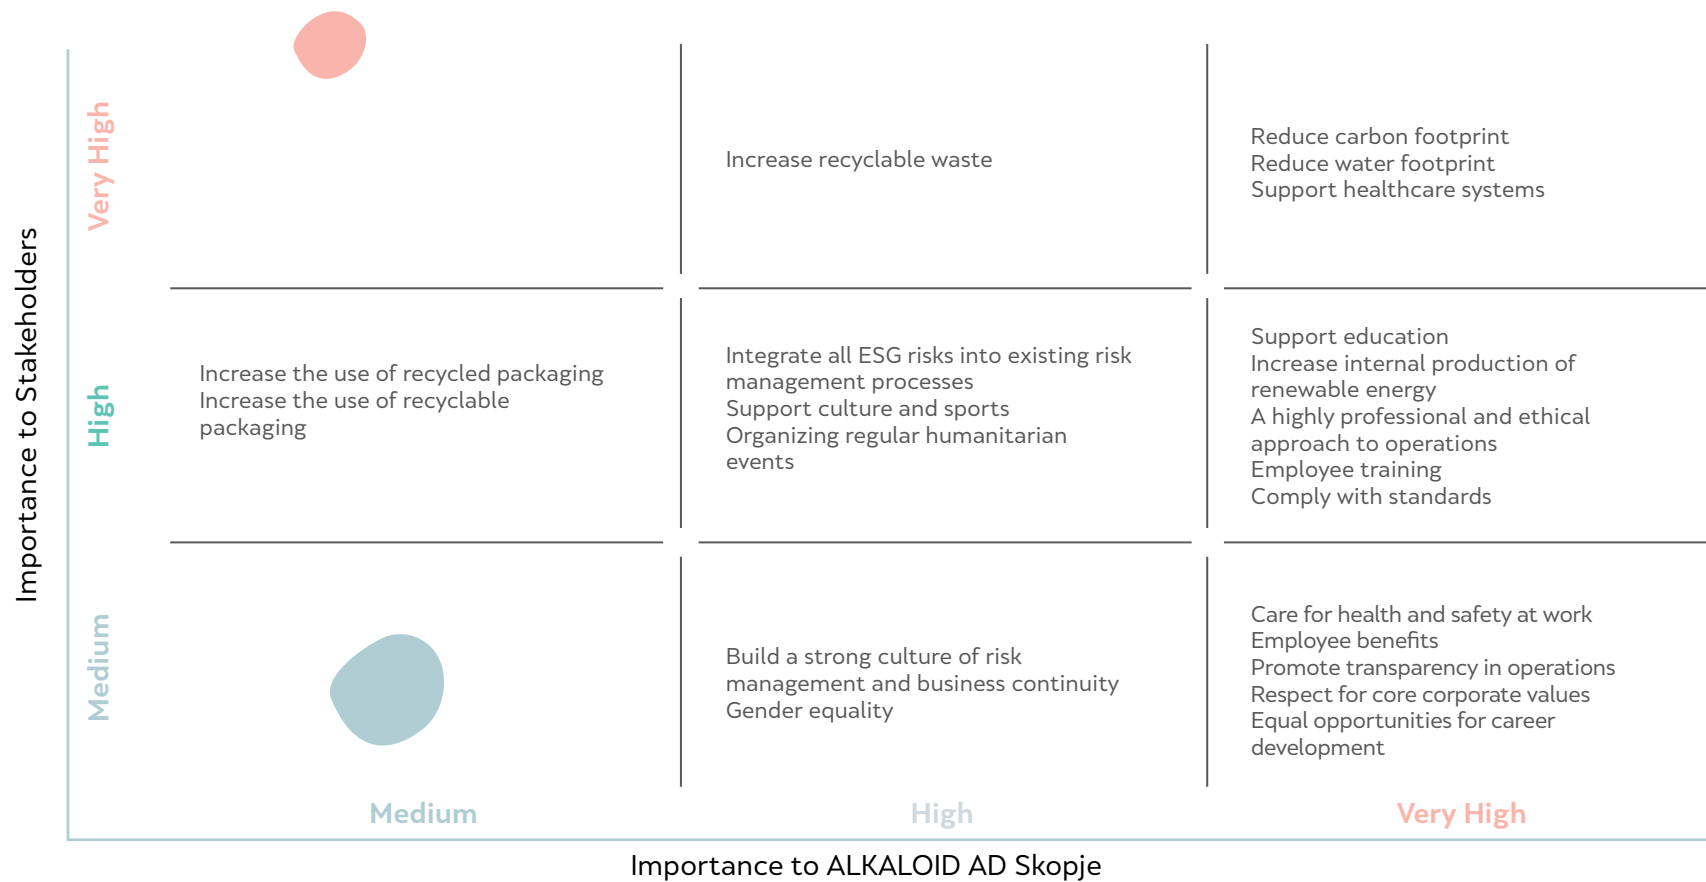 Importance to Stakeholders
Very High
Increase recyclable waste
Reduce carbon footprint
Reduce water footprint
Support healthcare systems
High
Increase the use of recycled packaging
Increase the use of recyclable
packaging
Integrate all ESG risks into existing risk
management processes
Support culture and sports
Organizing regular humanitarian
events
Support education
Increase internal production of
renewable energy
A highly professional and ethical
approach to operations
Employee training
Comply with standards
Medium
Build a strong culture of risk
management and business continuity
Gender equality
Care for health and safety at work
Employee benefits
Promote transparency in operations
Respect for core corporate values
Equal opportunities for career
development
Medium
High
Very High
Importance to ALKALOID AD Skopje